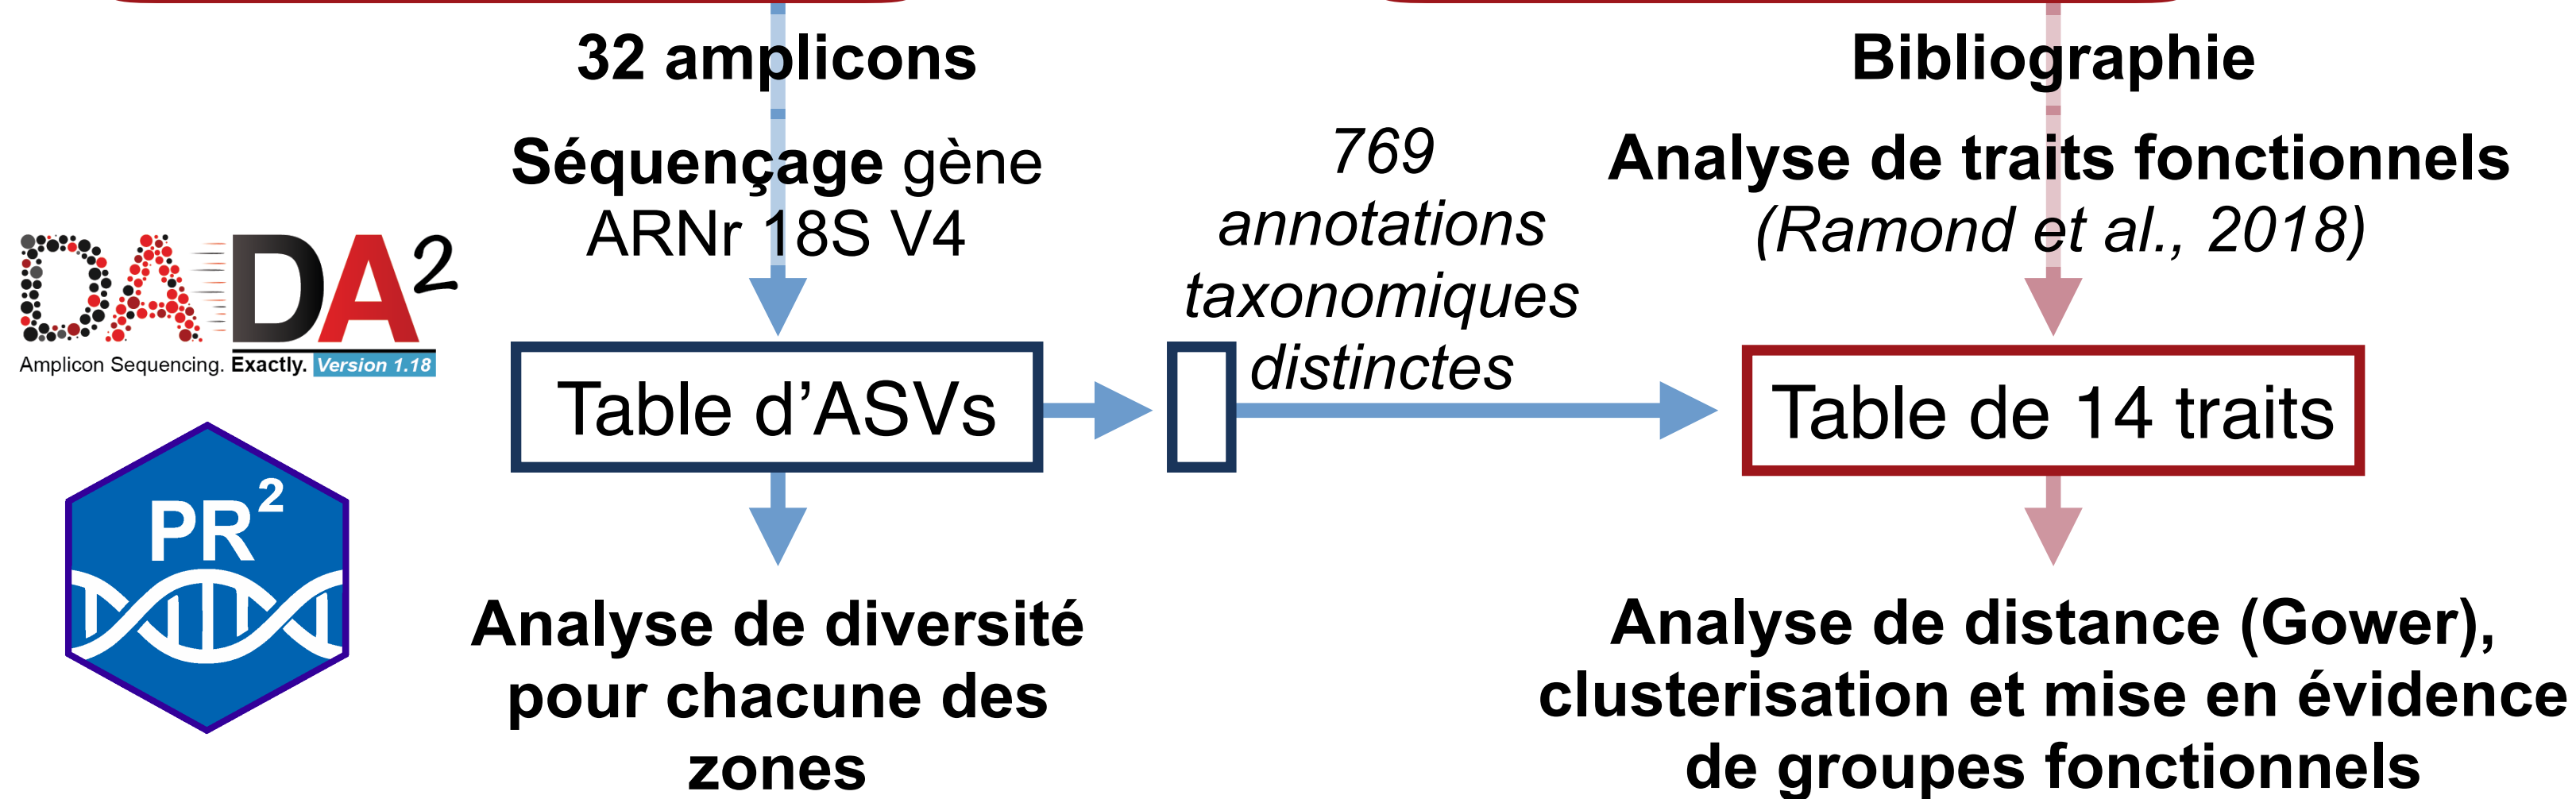 32 amplicons
Séquençage gène
ARNr 18S V4
DADA2
Amplicon Sequencing. Exactly. Version 1.18
PR2
Table d’ASVs
Analyse de diversité
pour chacune des
zones
769
annotations
taxonomiques
distinctes
Bibliographie
Analyse de traits fonctionnels
(Ramond et al., 2018)
Table de 14 traits
Analyse de distance (Gower),
clusterisation et mise en évidence
de groupes fonctionnels